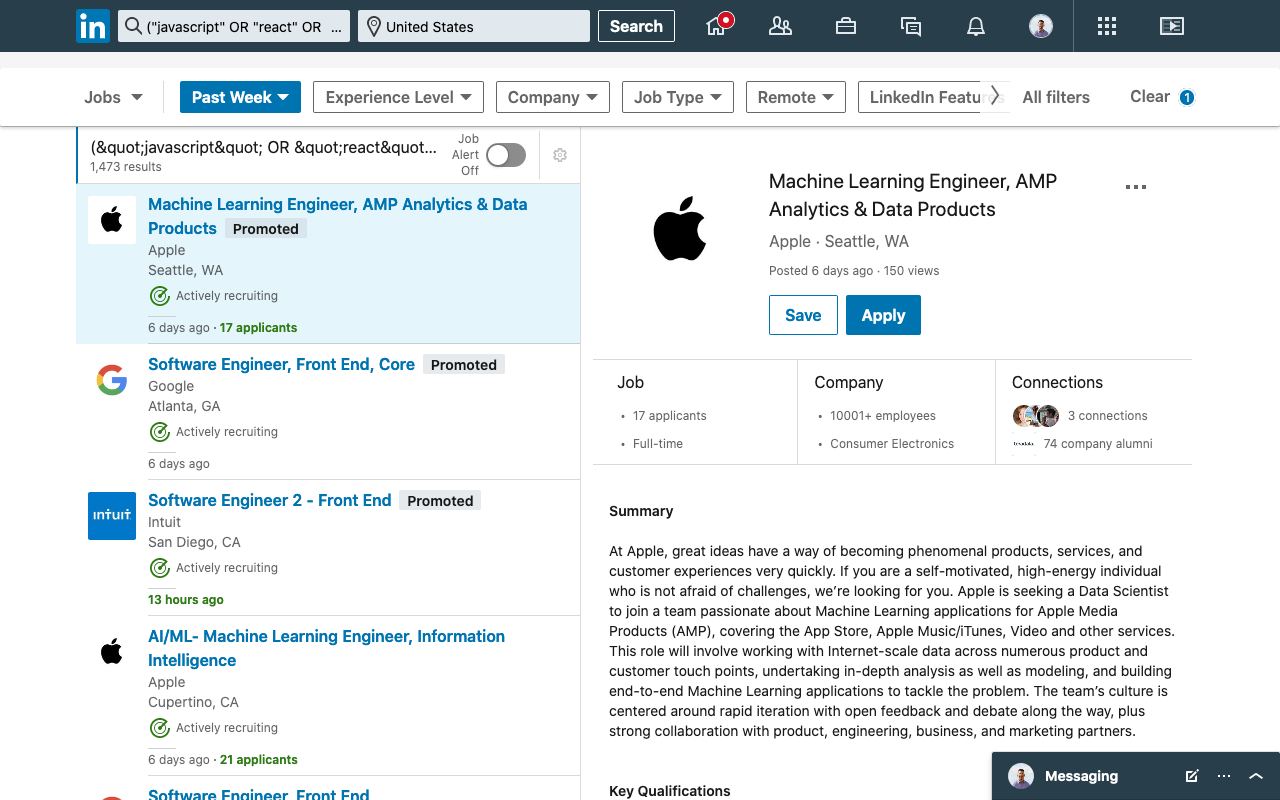 in
("javascript" OR "react" OR ...
United States
Search
Jobs
Past Week
Experience Level
Company
Job Type
Remote
LinkedIn Featur
All filters
Clear 1
(&quot;javascript&quot; OR &quot;react&quot...
1,473 results
Job
Alert
Off
Machine Learning Engineer, AMP Analytics & Data
Products Promoted
Apple
Seattle, WA
Actively recruiting
6 days ago · 17 applicants
Software Engineer, Front End, Core Promoted
Google
Atlanta, GA
Actively recruiting
6 days ago
INTUIT
Software Engineer 2 - Front End Promoted
Intuit
San Diego, CA
Actively recruiting
13 hours ago
AI/ML- Machine Learning Engineer, Information
Intelligence
Apple
Cupertino, CA
Actively recruiting
6 days ago · 21 applicants
Software Engineer, Front End
Machine Learning Engineer, AMP
Analytics & Data Products
Apple · Seattle, WA
Posted 6 days ago · 150 views
Save
Apply
Job
• 17 applicants
• Full-time
Company
• 10001+ employees
• Consumer Electronics
Connections
3 connections
teradata.
74 company alumni
Summary
At Apple, great ideas have a way of becoming phenomenal products, services, and
customer experiences very quickly. If you are a self-motivated, high-energy individual
who is not afraid of challenges, we’re looking for you. Apple is seeking a Data Scientist
to join a team passionate about Machine Learning applications for Apple Media
Products (AMP), covering the App Store, Apple Music/iTunes, Video and other services.
This role will involve working with Internet-scale data across numerous product and
customer touch points, undertaking in-depth analysis as well as modeling, and building
end-to-end Machine Learning applications to tackle the problem. The team’s culture is
centered around rapid iteration with open feedback and debate along the way, plus
strong collaboration with product, engineering, business, and marketing partners.
Key Qualifications
Messaging